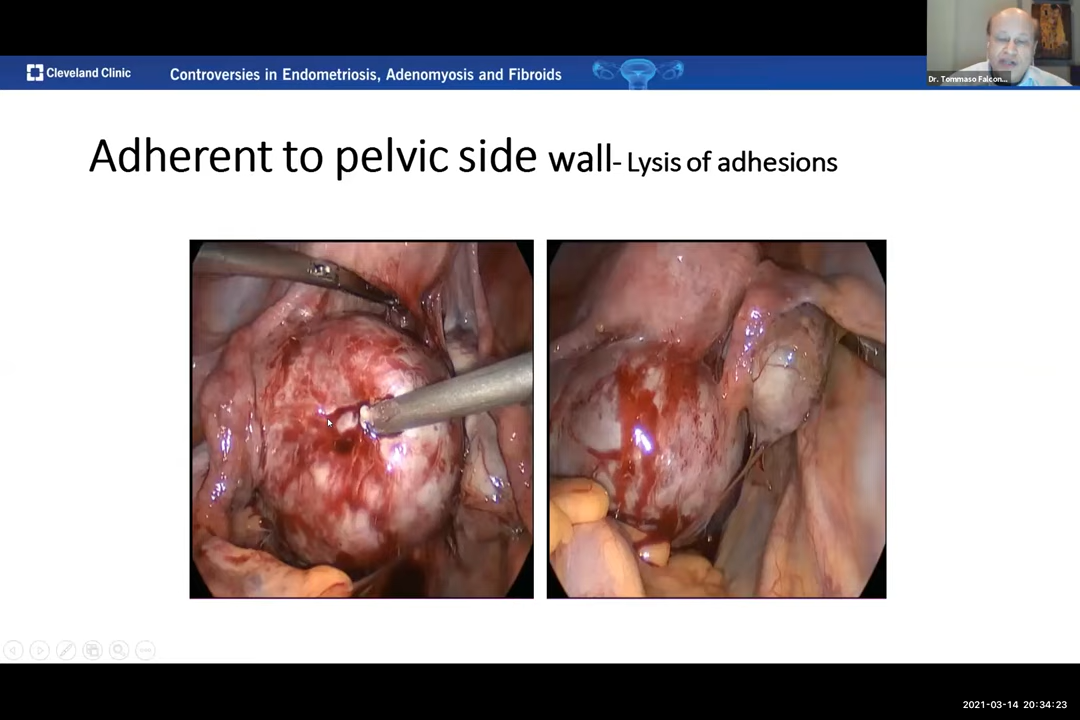 Cleveland Clinic
Controversies in Endometriosis, Adenomyosis and Fibroids
Dr. Tommaso Falcon...
Adherent to pelvic side wall- Lysis of adhesions
2021-03-14 20:34:23